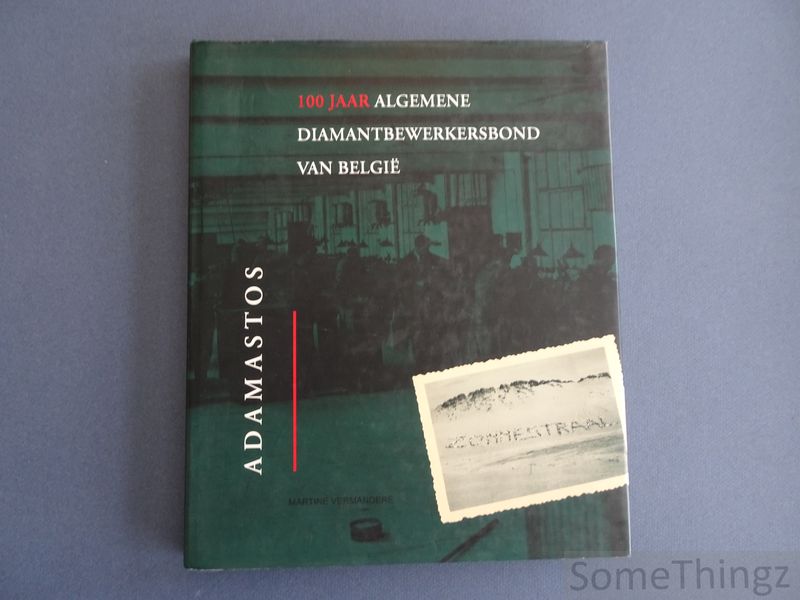 100 JAAR ALGEMENE
DIAMANTBEWERKERSBOND
VAN BELGIË
ADAMASTOS
ZONNESTRAAL
MARTINE VERMANDERE
SomeThingz